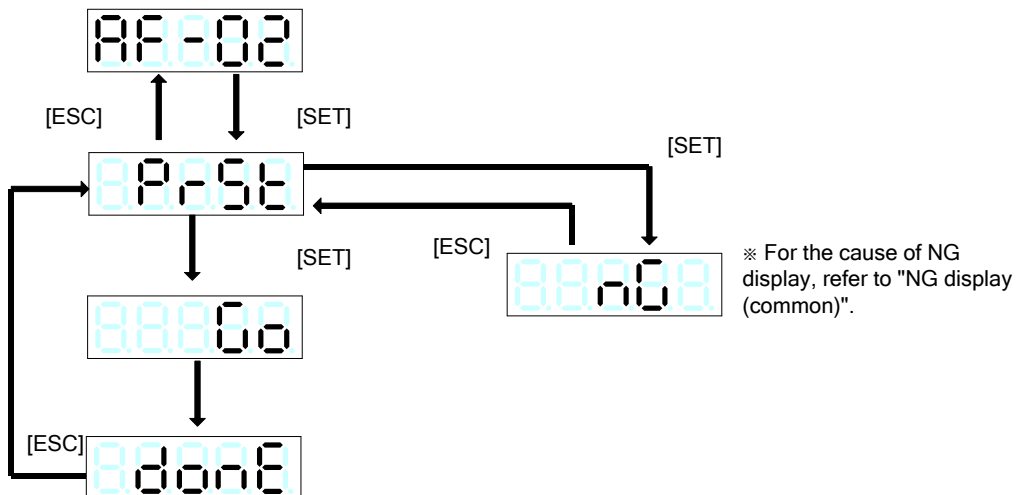 AF-02
[ESC]
[SET]
[SET]
PrSt
[SET]
[ESC]
nG
※ For the cause of NG
display, refer to "NG display
(common)".
Go
[ESC]
donE